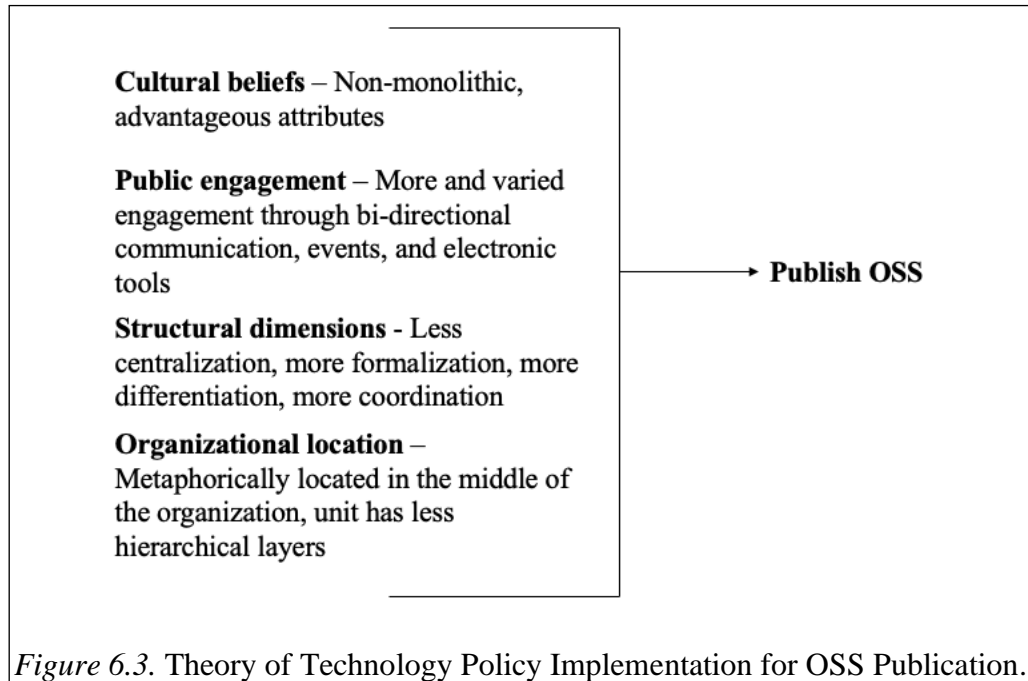 Cultural beliefs – Non-monolithic,
advantageous attributes
Public engagement – More and varied
engagement through bi-directional
communication, events, and electronic
tools
Structural dimensions - Less
centralization, more formalization, more
differentiation, more coordination
Organizational location –
Metaphorically located in the middle of
the organization, unit has less
hierarchical layers
Publish OSS
Figure 6.3. Theory of Technology Policy Implementation for OSS Publication.